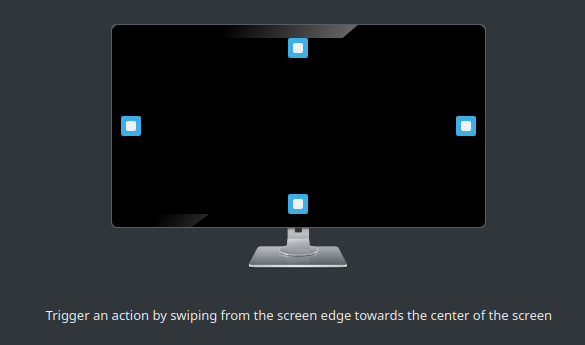 Trigger an action by swiping from the screen edge towards the center of the screen